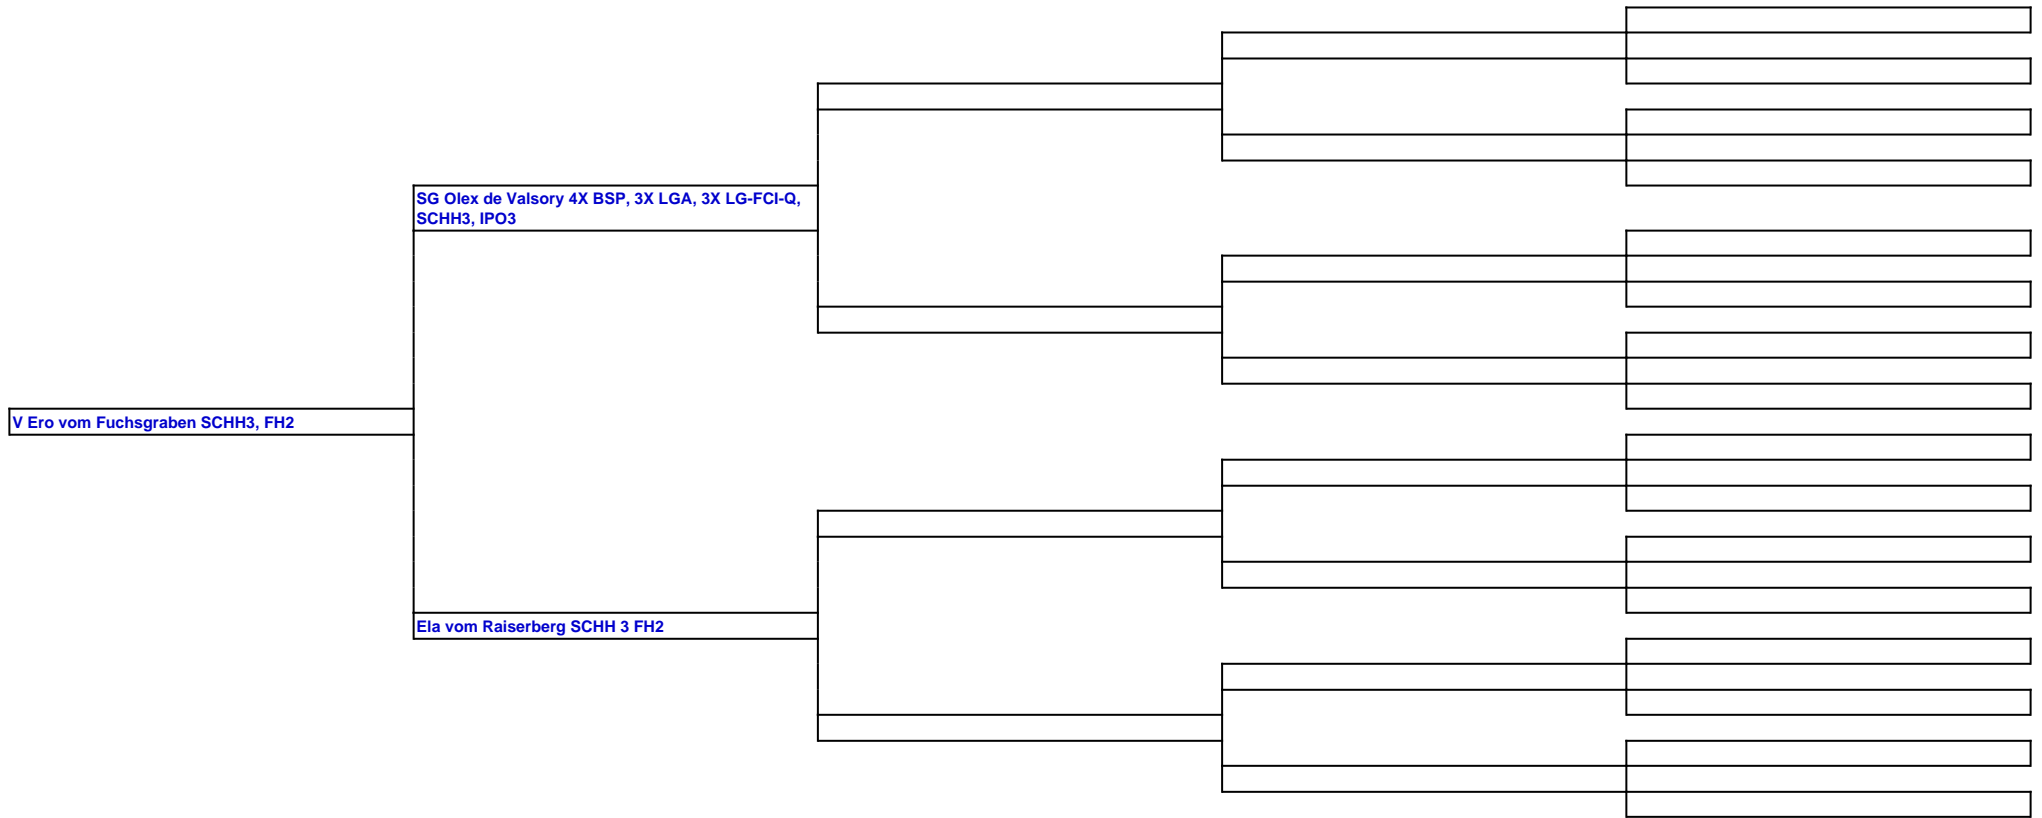 SG Olex de Valsory 4X BSP, 3X LGA, 3X LG-FCI-Q,
SCHH3, IPO3
V Ero vom Fuchsgraben SCHH3, FH2
Ela vom Raiserberg SCHH 3 FH2